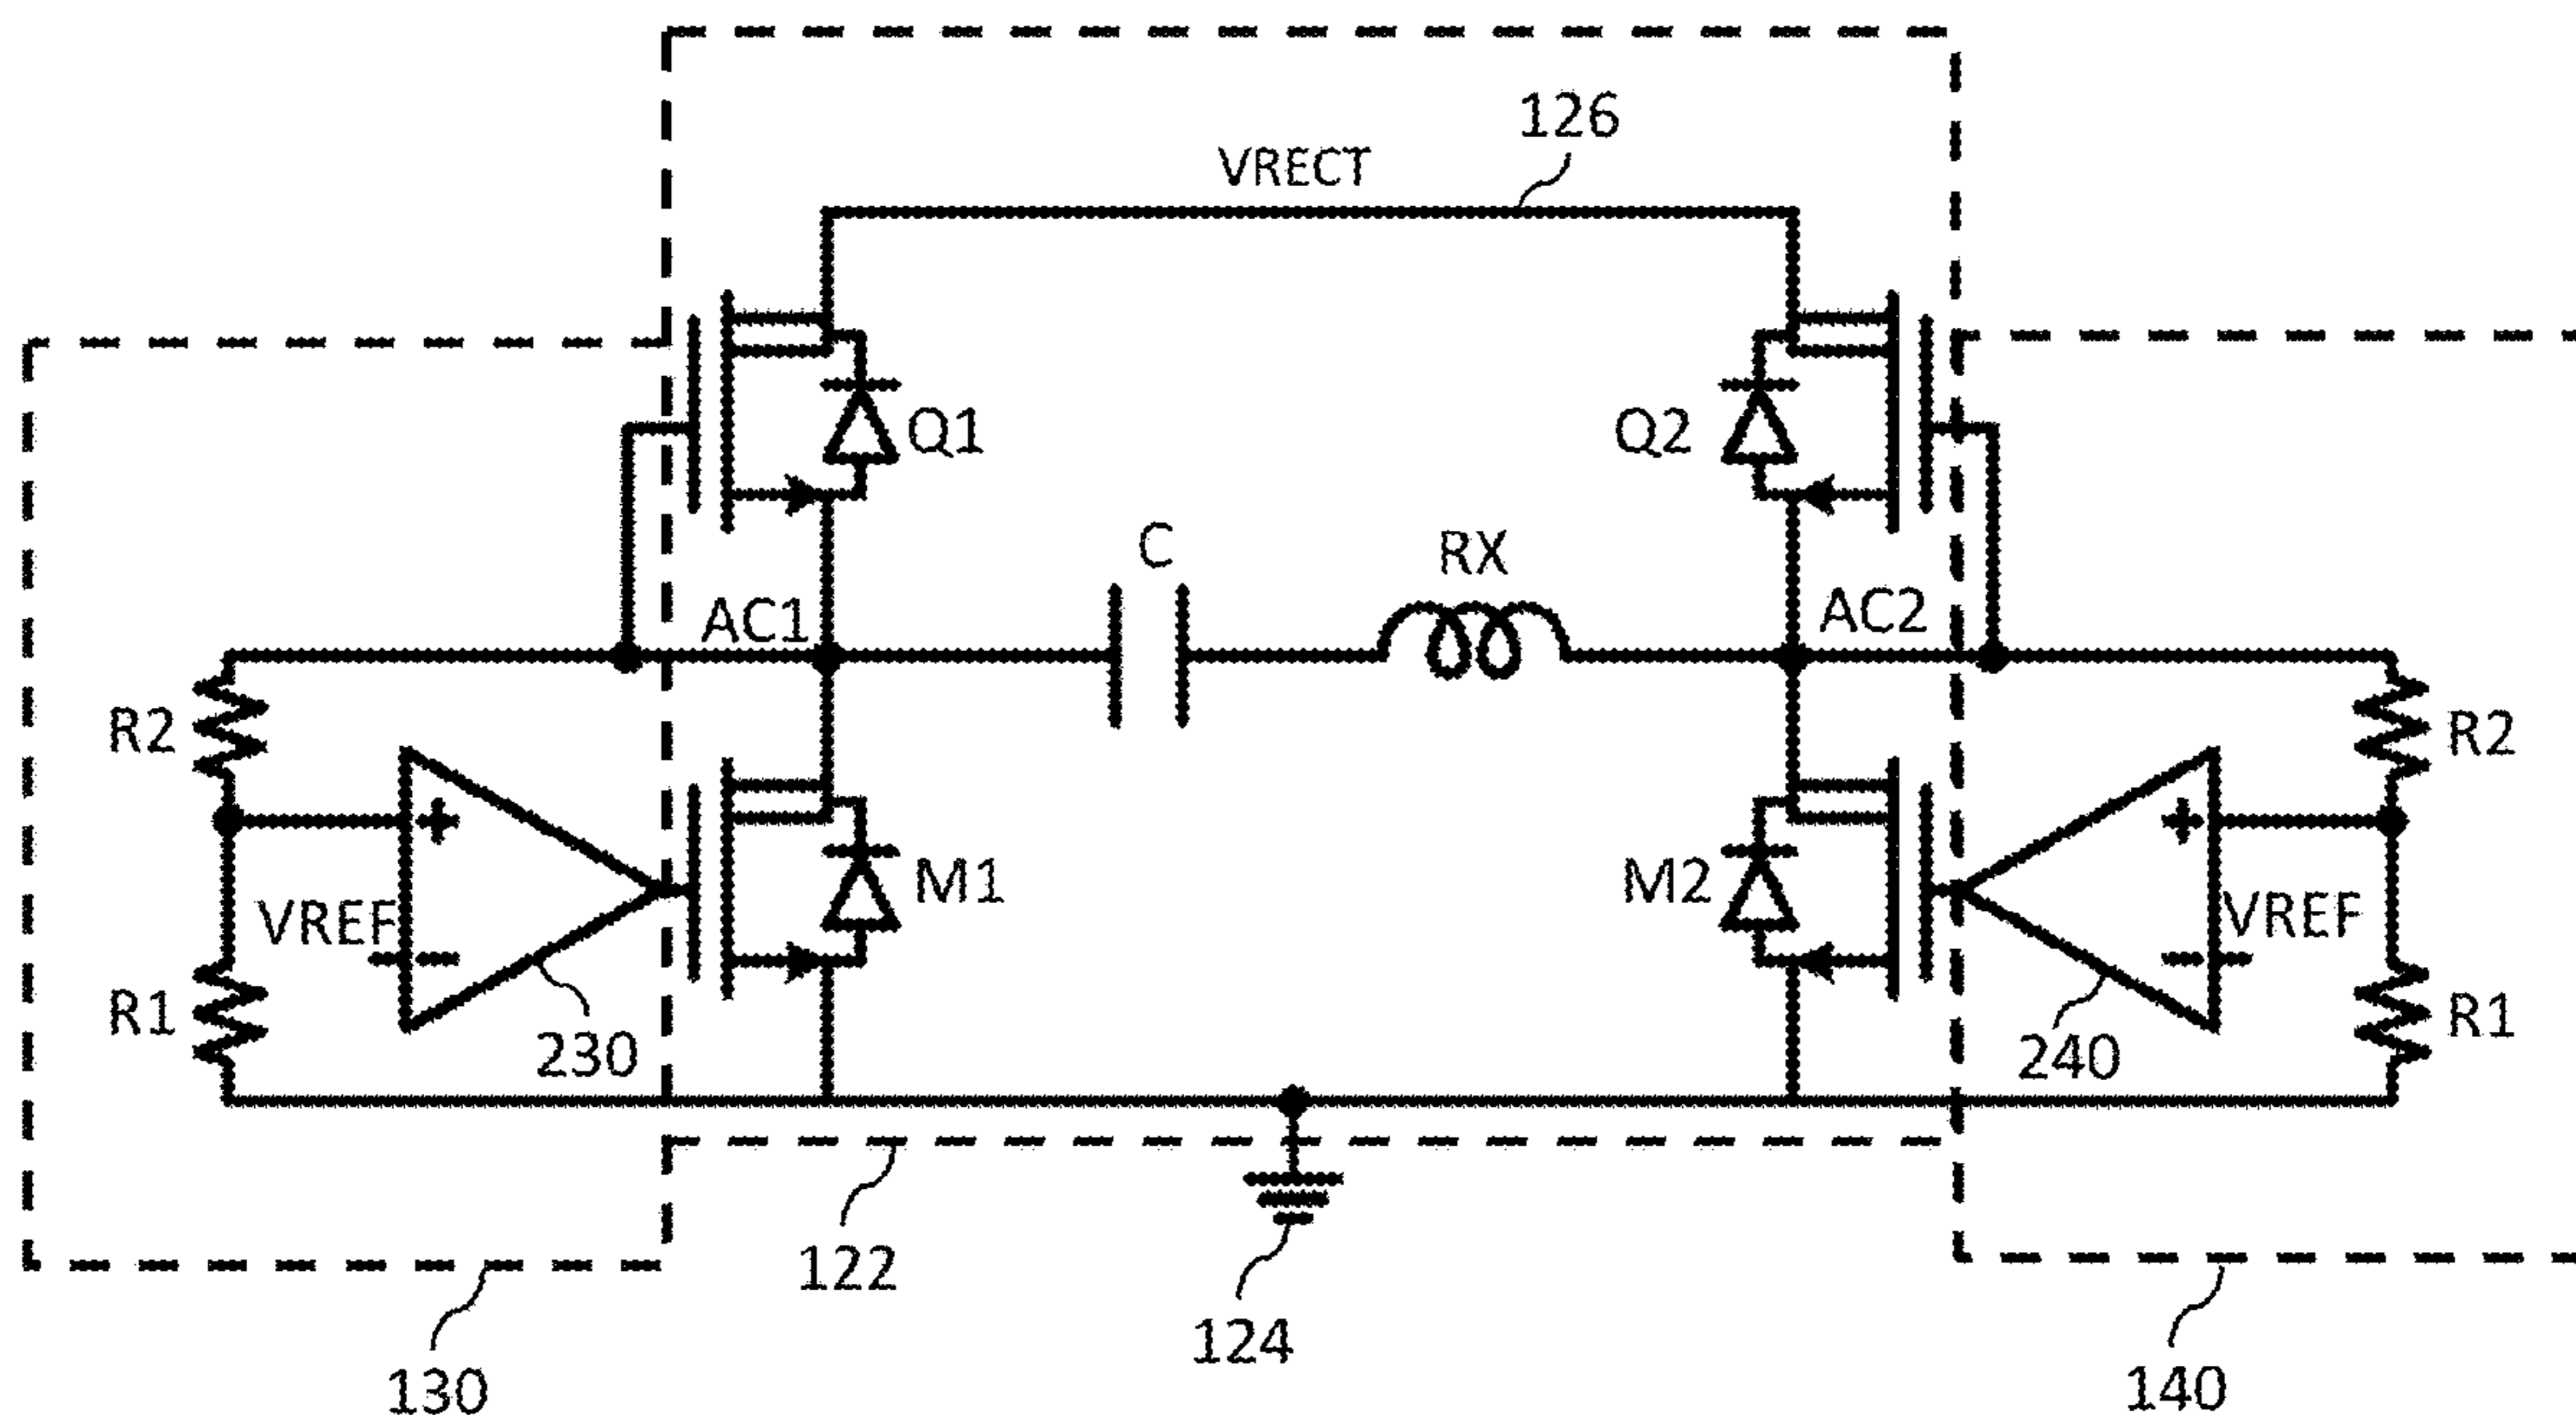 126
VRECT
Q1
Q2
C
RX
AC1
AC2
R2
R2
+
+
M1
M2
VREF
VREF
-
-
R1
R1
230
240
122
124
130
140